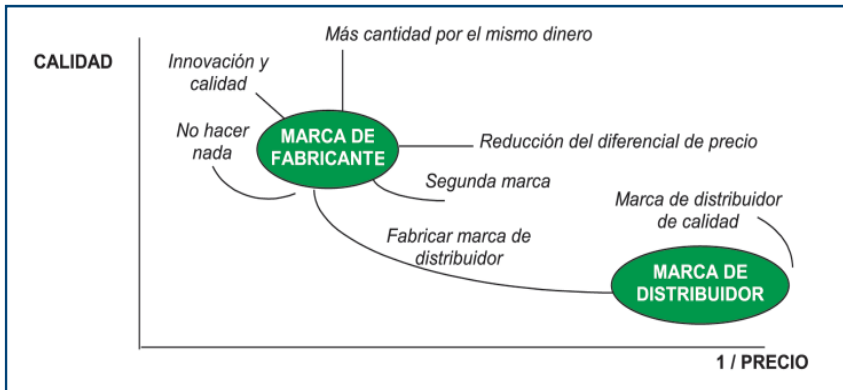 Más cantidad por el mismo dinero
CALIDAD
Innovación y
calidad
No hacer
nada
MARCA DE
FABRICANTE
Reducción del diferencial de precio
Segunda marca
Marca de distribuidor
de calidad
Fabricar marca de
distribuidor
MARCA DE
DISTRIBUIDOR
1 / PRECIO